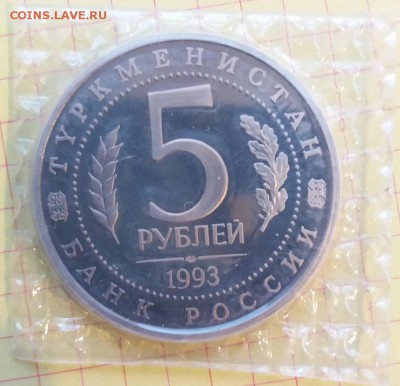 COINS.LAVE.RU
ТУРКМЕНИСТАН
5
РУБЛЕЙ
1993
БАНК РОССИИ